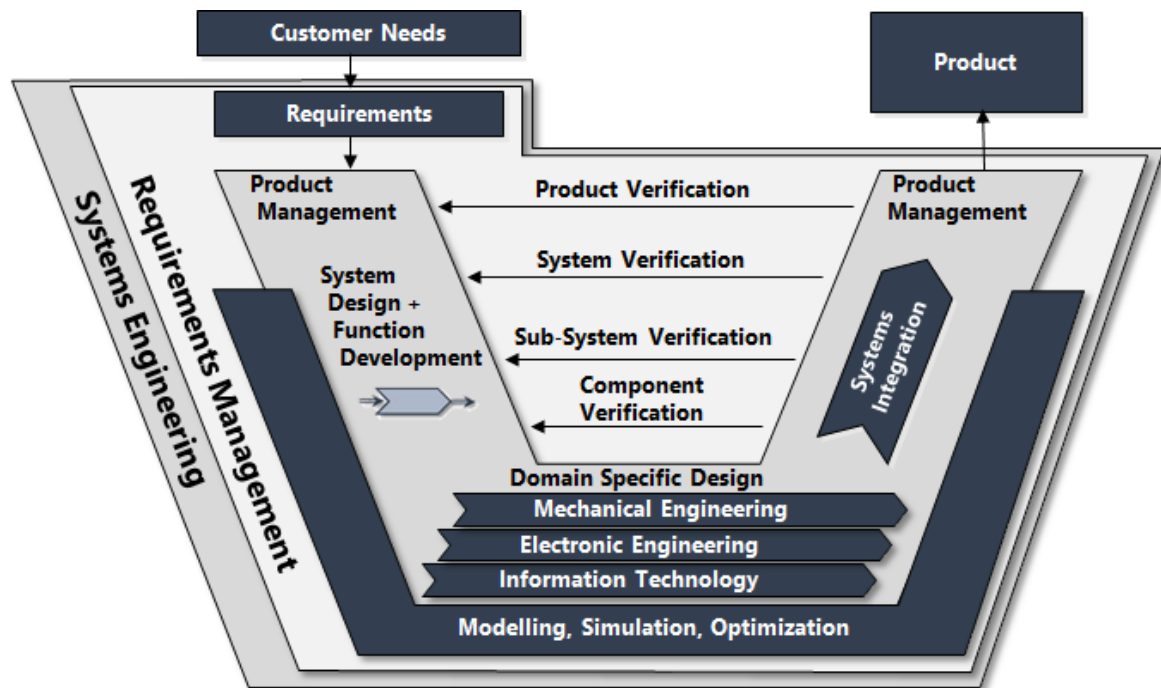 Customer Needs
Product
Requirements
Systems Engineering
Requirements Management
Product
Management
System
Design +
Function
Development
Product Verification
System Verification
Sub-System Verification
Component
Verification
Product
Management
Systems
Integration
Domain Specific Design
Mechanical Engineering
Electronic Engineering
Information Technology
Modelling, Simulation, Optimization